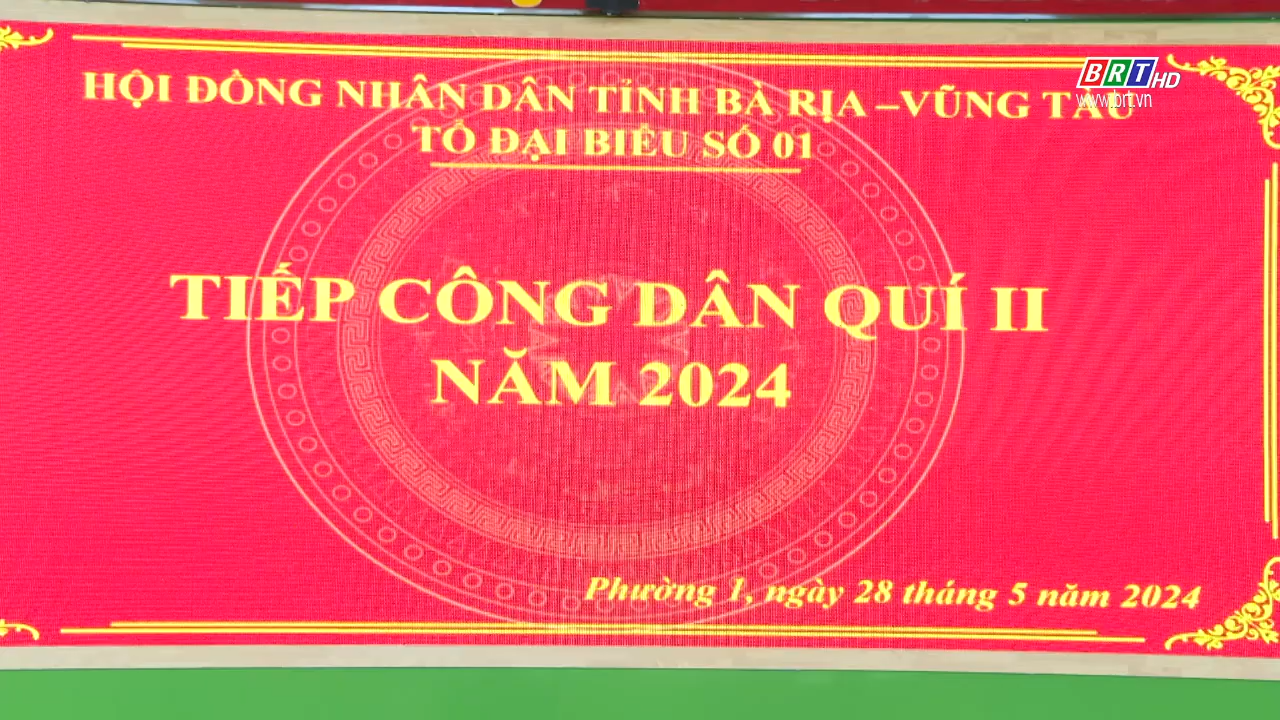 HỘI ĐỒNG NHÂN DÂN TỈNH BÀ RỊA –VŨNG TÀU
TỔ ĐẠI BIỂU SỐ 01
TIẾP CÔNG DÂN QUÍ II
NĂM 2024
Phường 1, ngày 28 tháng 5 năm 2024
BRT HD
www.brt.vn